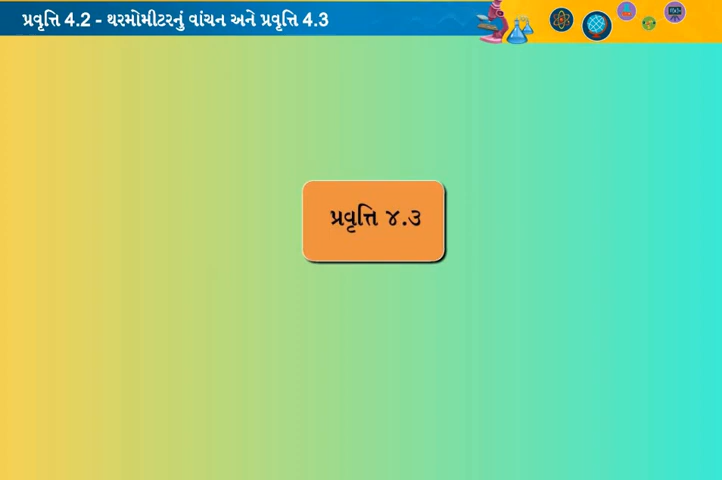 પ્રવૃત્તિ 4.2 - થરમોમીટરનું વાંચન અને પ્રવૃત્તિ 4.3
પ્રવૃત્તિ ૪.૩